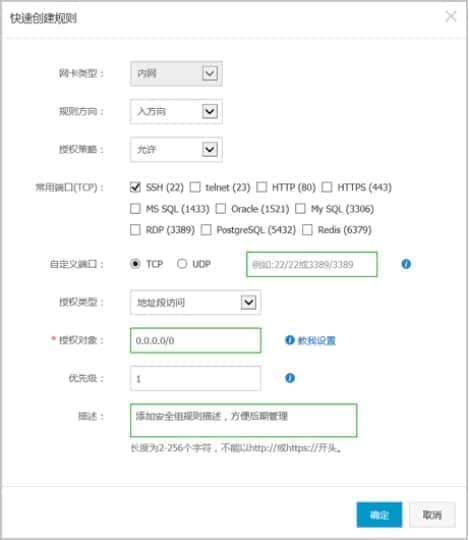 快速创建规则
网卡类型： 内网
规则方向： 入方向
授权策略： 允许
常用端口(TCP)： SSH (22) telnet (23) HTTP (80) HTTPS (443)
MS SQL (1433) Oracle (1521) My SQL (3306)
RDP (3389) PostgreSQL (5432) Redis (6379)
自定义端口： TCP UDP 例如:22/22或3389/3389
授权类型： 地址段访问
* 授权对象： 0.0.0.0/0 教我设置
优先级： 1
描述： 添加安全组规则描述，方便后期管理
长度为2-256个字符，不能以http://或https://开头。
确定 取消